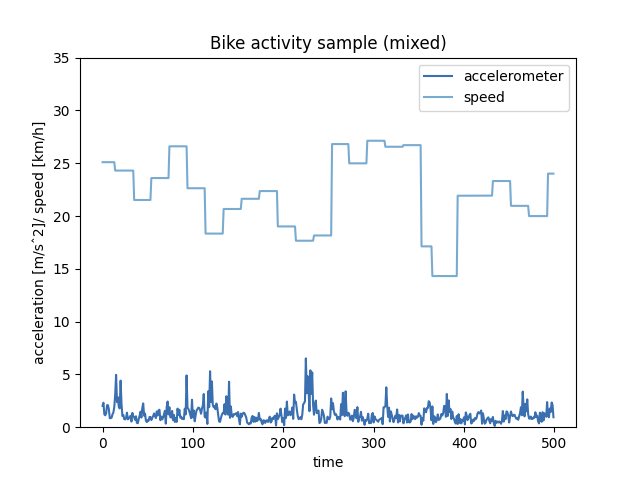 Bike activity sample (mixed)
accelerometer
speed
acceleration [m/s^2]/ speed [km/h]
35
30
25
20
15
10
5
0
0 100 200 300 400 500
time